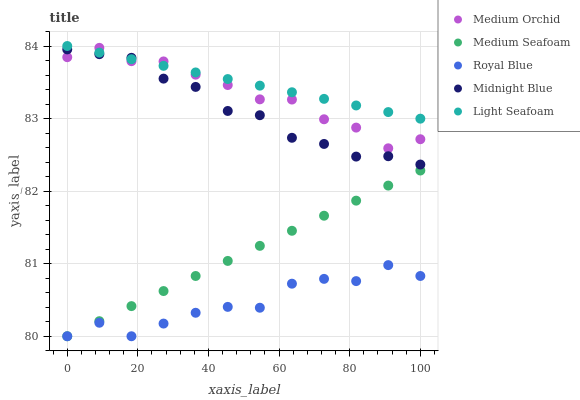 title
Medium Orchid
Medium Seafoam
Royal Blue
Midnight Blue
Light Seafoam
yaxis_label
84
83
82
81
80
0 20 40 60 80 100
xaxis_label